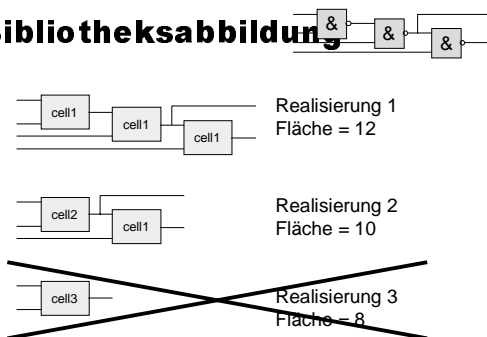 Bibliotheksabbildung
&
&
&
cell1
cell1
cell1
Realisierung 1
Fläche = 12
cell2
cell1
Realisierung 2
Fläche = 10
cell3
Realisierung 3
Fläche = 8